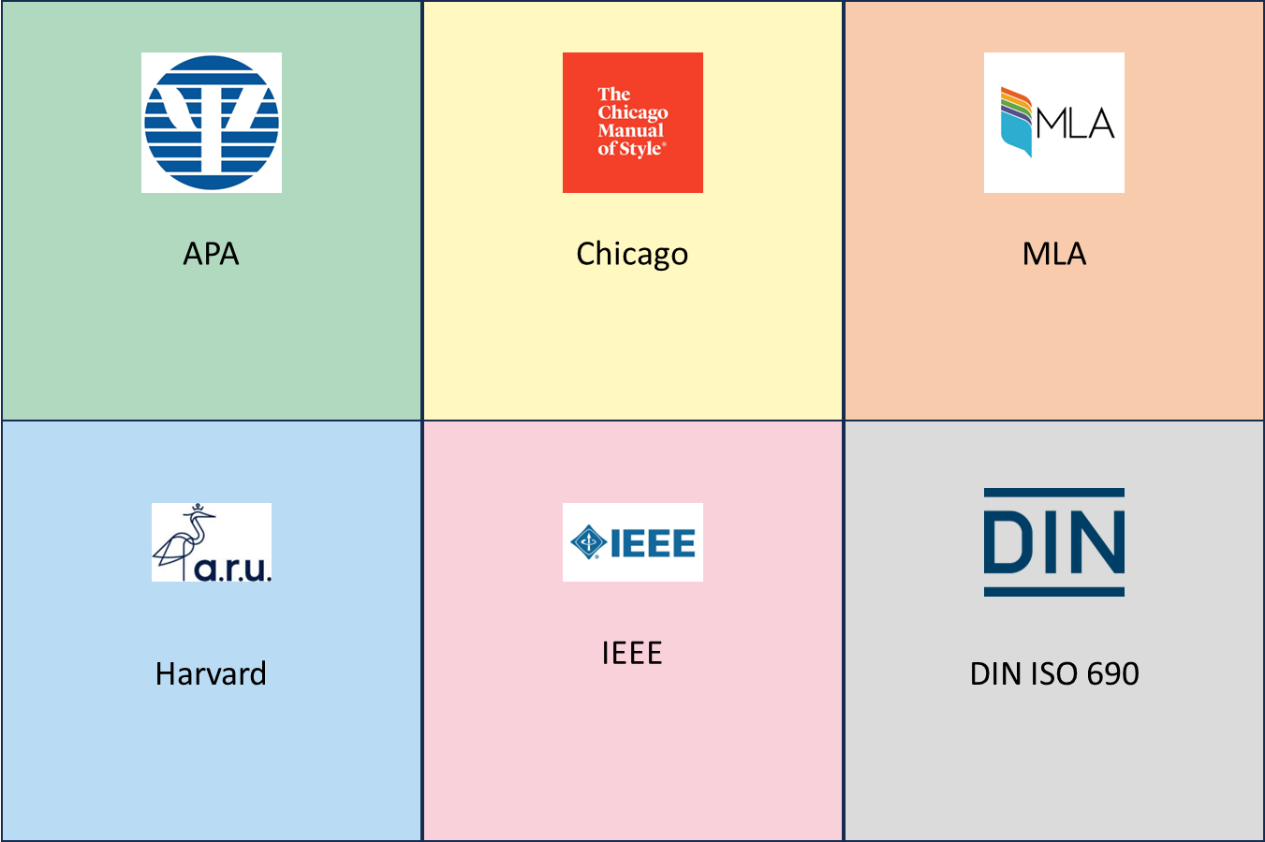 The
Chicago
Manual
of Style®
MLA
APA
Chicago
MLA
a.r.u.
IEEE
DIN
Harvard
IEEE
DIN ISO 690